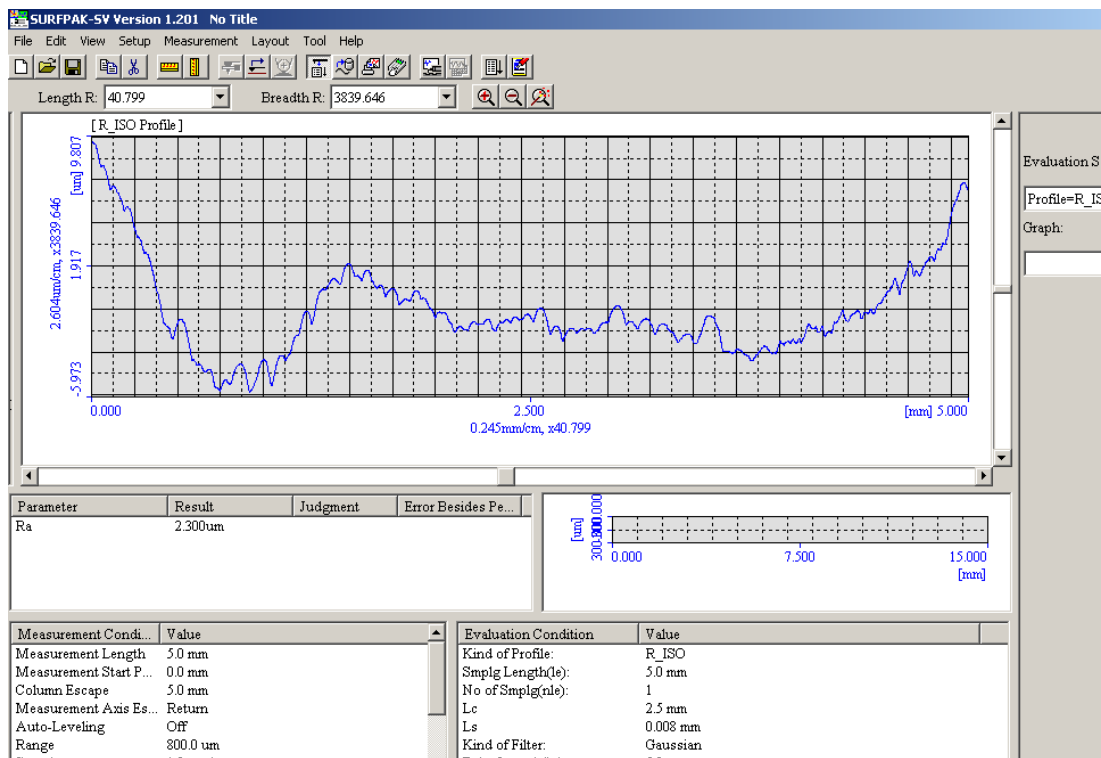 SURFPAK-SV Version 1.201 No Title
File Edit View Setup Measurement Layout Tool Help
Length R: 40.799 Breadth R: 3839.646
[ R_ISO Profile ]
[um] 9.807
1.917
-5.973
2.604um/cm, x3839.646
0.000 2.500 [mm] 5.000
0.245mm/cm, x40.799
Evaluation S
Profile=R_IS
Graph:
Parameter Result Judgment Error Besides Pe...
Ra 2.300um
[um]
0.000 7.500 15.000
[mm]
Measurement Condi... Value
Measurement Length 5.0 mm
Measurement Start P... 0.0 mm
Column Escape 5.0 mm
Measurement Axis Es... Return
Auto-Leveling Off
Range 800.0 um
Evaluation Condition Value
Kind of Profile: R_ISO
Smplg Length(le): 5.0 mm
No of Smplg(nle): 1
Lc 2.5 mm
Ls 0.008 mm
Kind of Filter: Gaussian